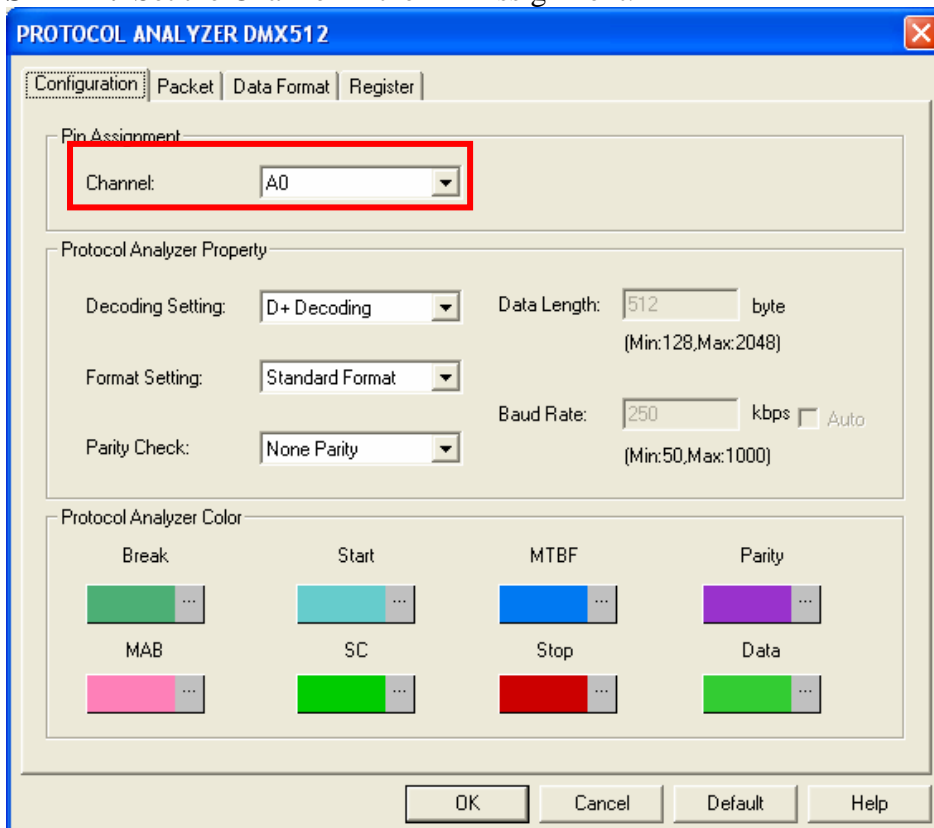 PROTOCOL ANALYZER DMX512
Configuration Packet Data Format Register
Pin Assignment
Channel: A0
Protocol Analyzer Property
Decoding Setting: D+ Decoding Data Length: 512 byte
(Min:128,Max:2048)
Format Setting: Standard Format
Baud Rate: 250 kbps Auto
Parity Check: None Parity
(Min:50,Max:1000)
Protocol Analyzer Color
Break Start MTBF Parity
... ... ... ...
MAB SC Stop Data
... ... ... ...
OK Cancel Default Help